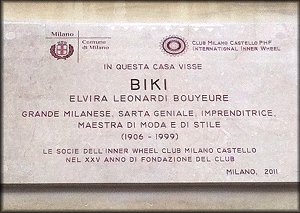 Milano
Comune
di Milano
CLUB MILANO CASTELLO PHF
INTERNATIONAL INNER WHEEL
IN QUESTA CASA VISSE
BIKI
ELVIRA LEONARDI BOUYEURE
GRANDE MILANESE, SARTA GENIALE, IMPRENDITRICE,
MAESTRA DI MODA E DI STILE
(1906 - 1999)
LE SOCIE DELL'INNER WHEEL CLUB MILANO CASTELLO
NEL XXV ANNO DI FONDAZIONE DEL CLUB
MILANO, 2011